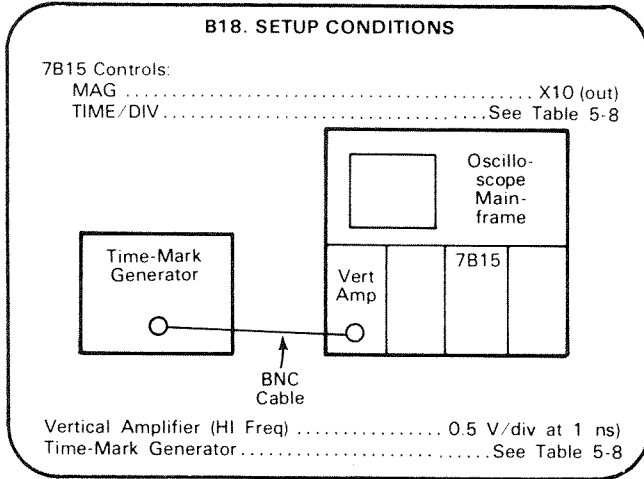 B18. SETUP CONDITIONS
7B15 Controls:
MAG ............................................... X10 (out)
TIME/DIV ................................... See Table 5-8
Oscillo-
scope
Main-
frame
Time-Mark
Generator
Vert
Amp
7B15
BNC
Cable
Vertical Amplifier (HI Freq) ................ 0.5 V/div at 1 ns)
Time-Mark Generator ........................... See Table 5-8